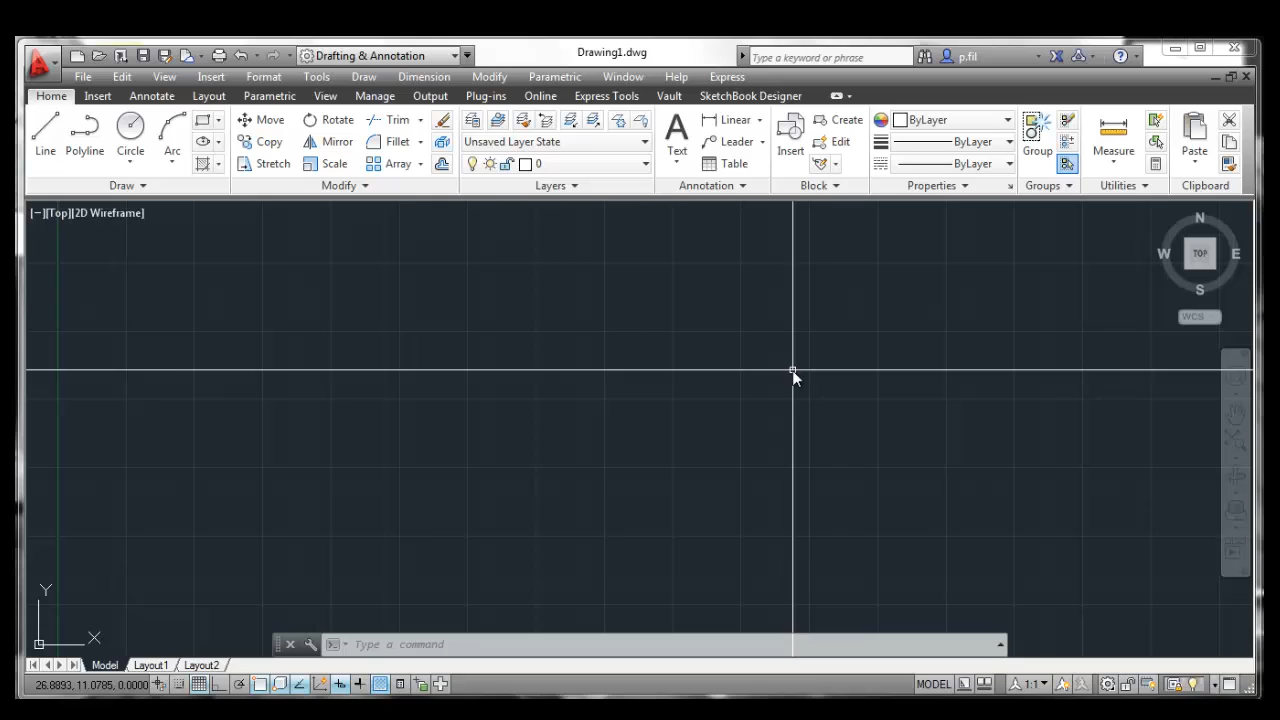 Drafting & Annotation
Drawing1.dwg
Type a keyword or phrase
p.fil
File Edit View Insert Format Tools Draw Dimension Modify Parametric Window Help Express
Home Insert Annotate Layout Parametric View Manage Output Plug-ins Online Express Tools Vault SketchBook Designer
Line Polyline Circle Arc
Draw
Move Rotate Trim
Copy Mirror Fillet
Stretch Scale Array
Modify
Unsaved Layer State
0
Layers
Text
Linear
Leader
Table
Annotation
Insert
Create
Edit
Block
ByLayer
ByLayer
ByLayer
Properties
Group
Groups
Measure
Utilities
Paste
Clipboard
[−][Top][2D Wireframe]
N
W TOP E
S
WCS
Y
X
Type a command
Model Layout1 Layout2
26.8893, 11.0785, 0.0000
MODEL
1:1